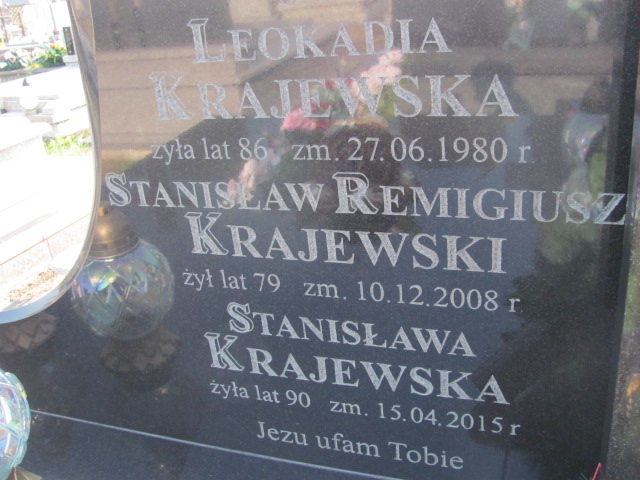 LEOKADIA
KRAJEWSKA
żyła lat 86 zm. 27.06.1980 r.
STANISŁAW REMIGIUSZ
KRAJEWSKI
żył lat 79 zm. 10.12.2008 r.
STANISŁAWA
KRAJEWSKA
żyła lat 90 zm. 15.04.2015 r
Jezu ufam Tobie